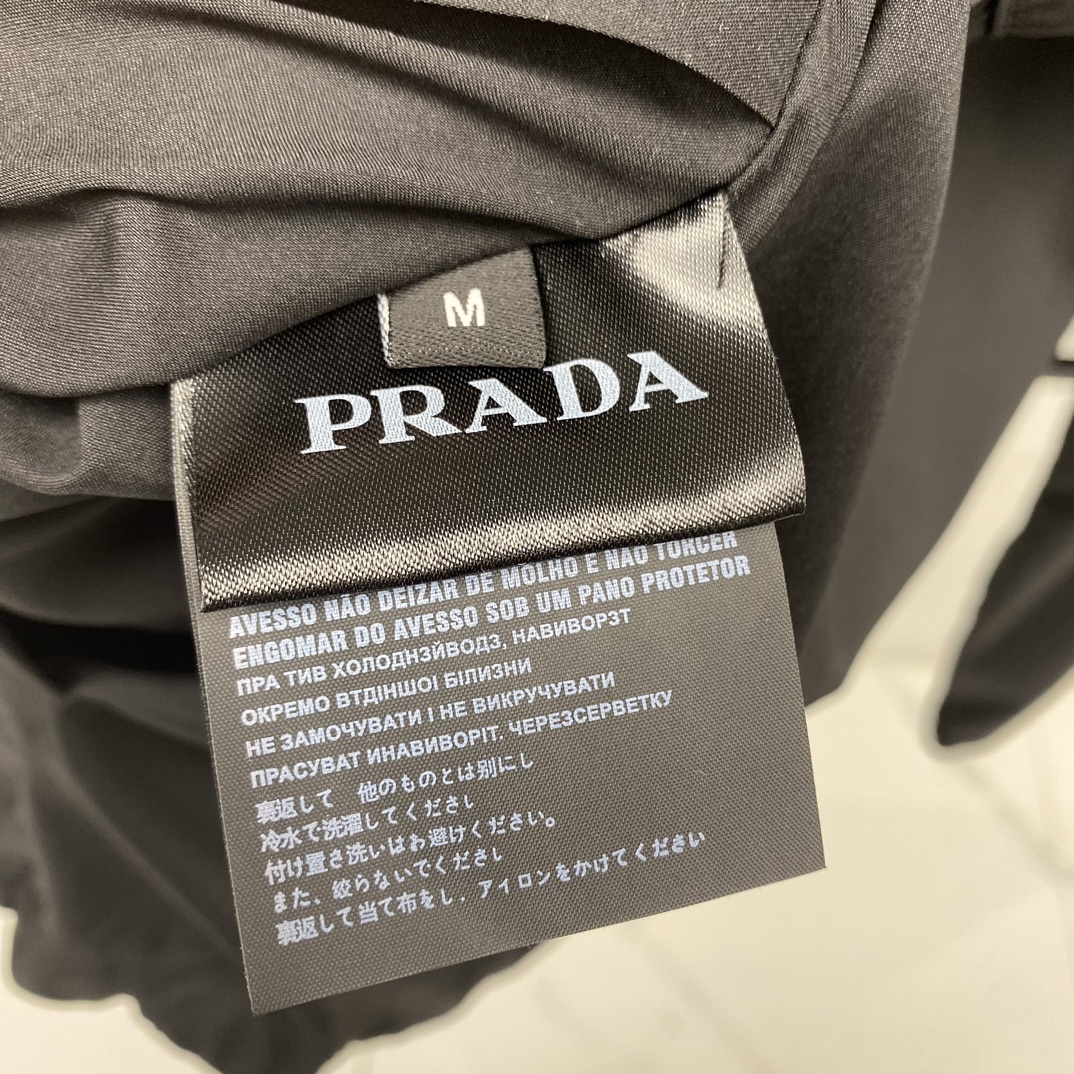 M
PRADA
AVESSO NÃO DEIZAR DE MOLHO E NÃO TORCER
ENGOMAR DO AVESSO SOB UM PANO PROTETOR
ПРА ТИВ ХОЛОДНЗЙВОДЗ, НАВИВОРЗТ
ОКРЕМО ВТДІНШОІ БІЛИЗНИ
НЕ ЗАМОЧУВАТИ І НЕ ВИКРУЧУВАТИ
ПРАСУВАТ ИНАВИВОРІТ. ЧЕРЕЗСЕРВЕТКУ
裏返して 他のものとは別にし
冷水で洗濯してください
付け置き洗いはお避けください。
また、絞らないでください
裏返して当て布をし、アイロンをかけてください